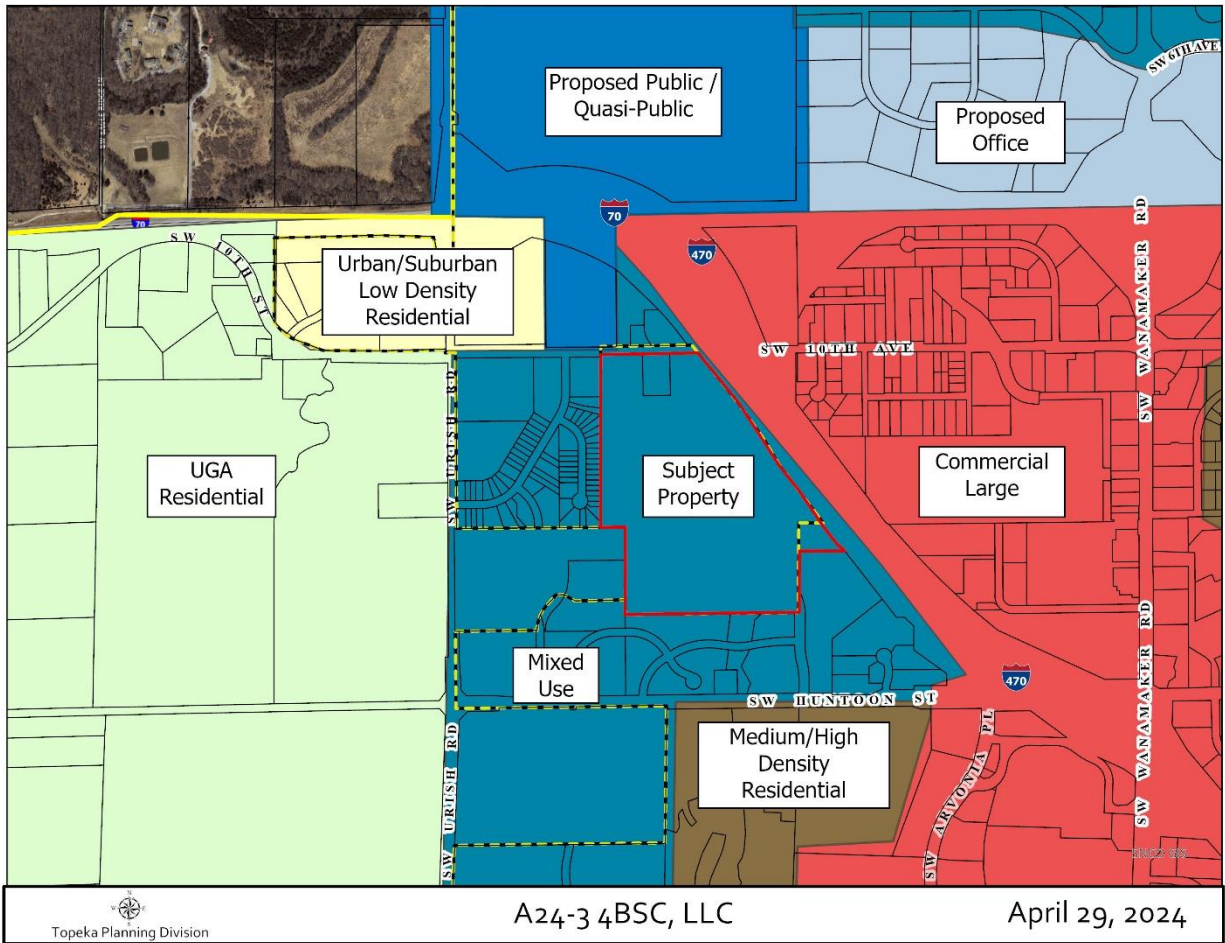 Proposed Public /
Quasi-Public
SW 6TH AVE
Proposed
Office
70
SW 10TH ST
Urban/Suburban
Low Density
Residential
70
470
SW 10TH AVE
SW WANAMAKER RD
SW URISH RD
UGA
Residential
Subject
Property
Commercial
Large
Mixed
Use
470
SW HUNTOON ST
Medium/High
Density
Residential
SW ARVONIA PL
SW WANAMAKER RD
SW URISH RD
N
W
E
S
Topeka Planning Division
A24-3 4BSC, LLC
April 29, 2024